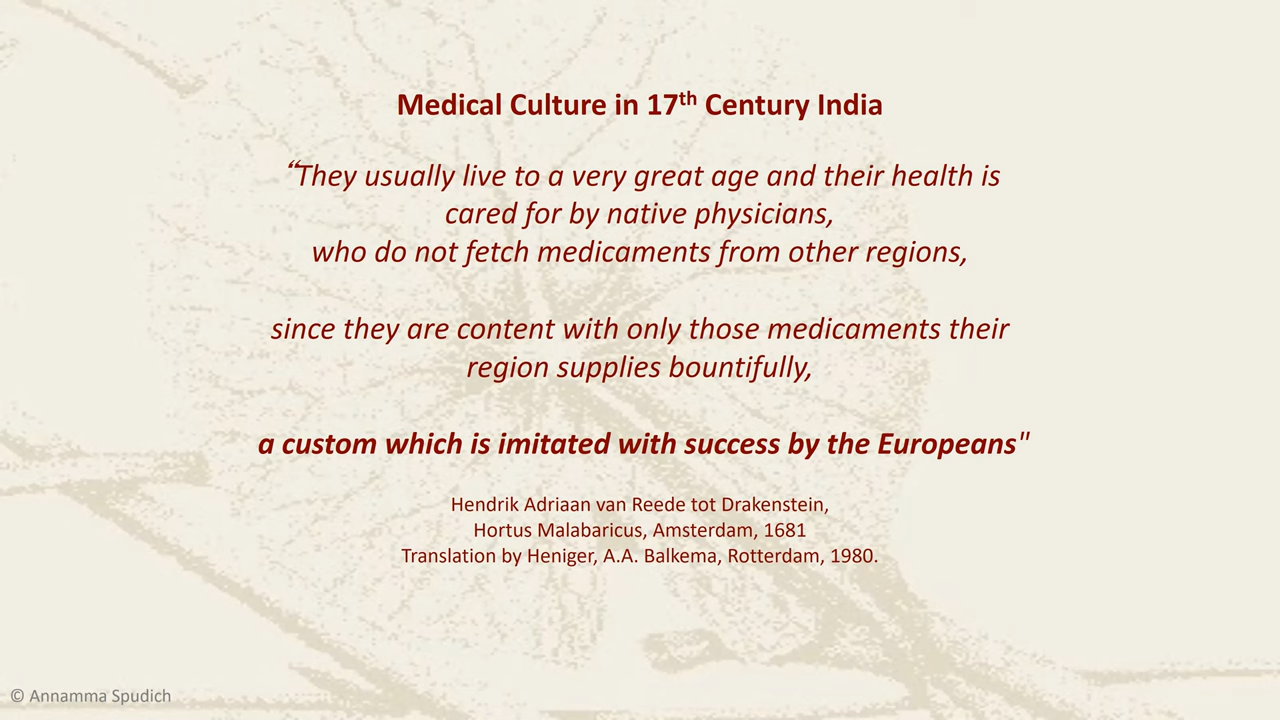 Medical Culture in 17th Century India
“They usually live to a very great age and their health is
cared for by native physicians,
who do not fetch medicaments from other regions,
since they are content with only those medicaments their
region supplies bountifully,
a custom which is imitated with success by the Europeans"
Hendrik Adriaan van Reede tot Drakenstein,
Hortus Malabaricus, Amsterdam, 1681
Translation by Heniger, A.A. Balkema, Rotterdam, 1980.
© Annamma Spudich